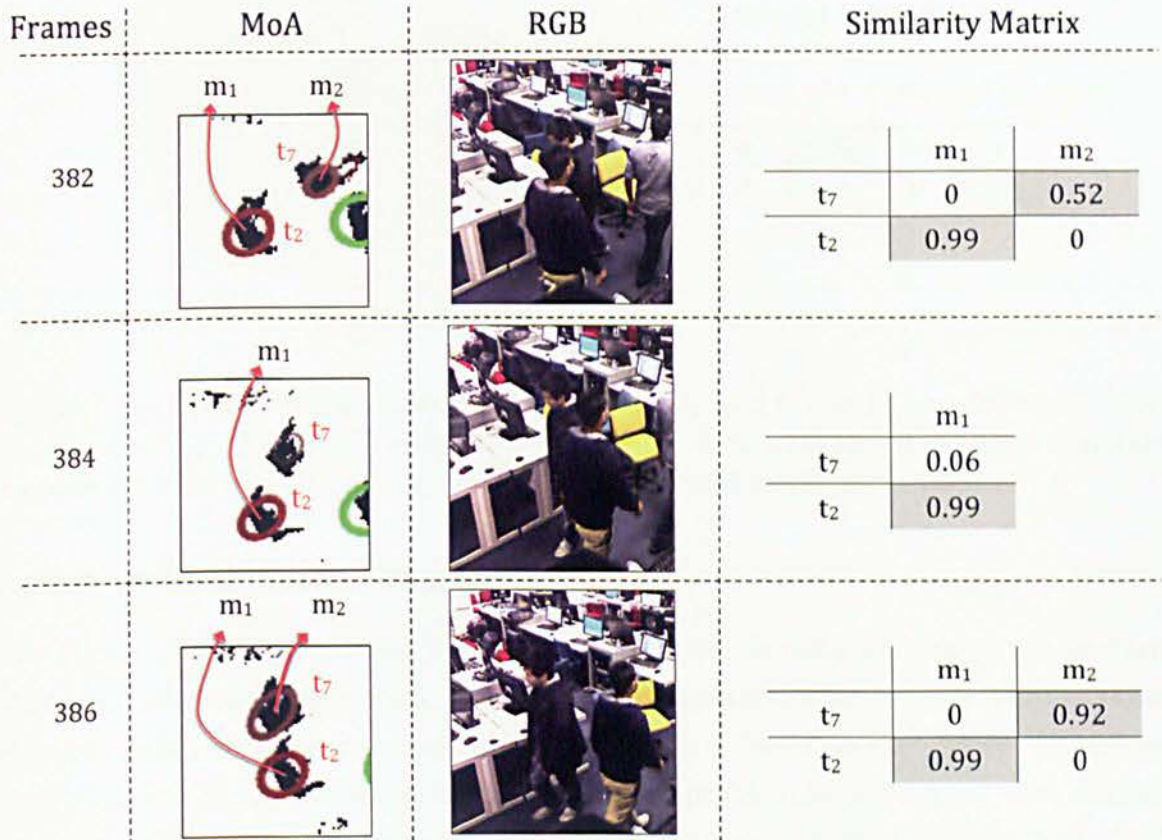 Frames MoA RGB Similarity Matrix
382
m₁ m₂
t₇
t₂
m₁ m₂
t₇ 0 0.52
t₂ 0.99 0
384
m₁
t₇
t₂
m₁
t₇ 0.06
t₂ 0.99
386
m₁ m₂
t₇
t₂
m₁ m₂
t₇ 0 0.92
t₂ 0.99 0